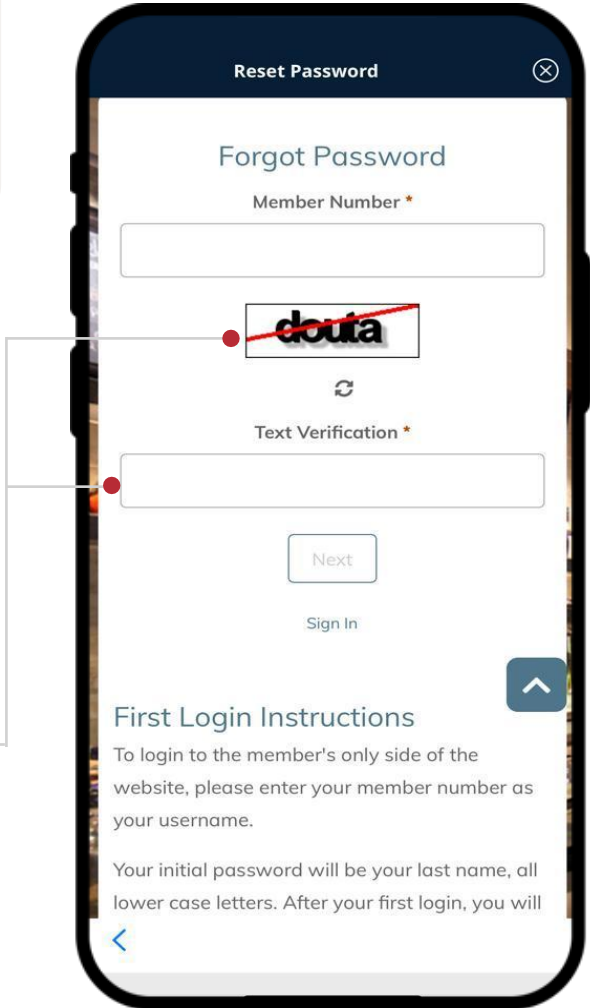 Reset Password
Forgot Password
Member Number *
douta
Text Verification *
Next
Sign In
First Login Instructions
To login to the member's only side of the
website, please enter your member number as
your username.
Your initial password will be your last name, all
lower case letters. After your first login, you will